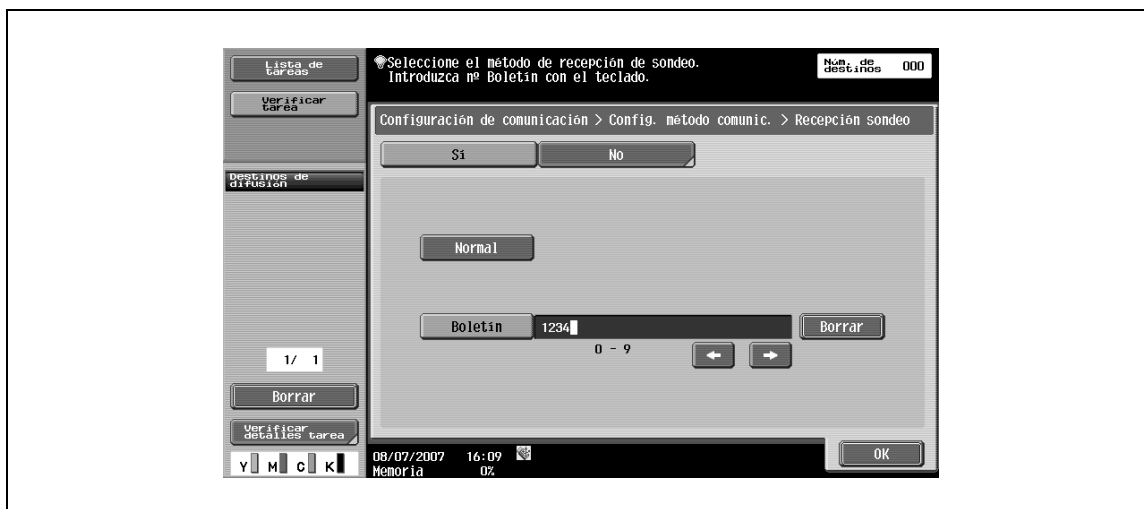 Lista de
tareas
Verificar
tarea
Destinos de
difusión
1/ 1
Borrar
Verificar
detalles tarea
Y M C K
Seleccione el método de recepción de sondeo.
Introduzca nº Boletín con el teclado.
Núm. de
destinos 000
Configuración de comunicación > Config. método comunic. > Recepción sondeo
Sí No
Normal
Boletín 1234 Borrar
0 - 9
08/07/2007 16:09
Memoria 0%
OK